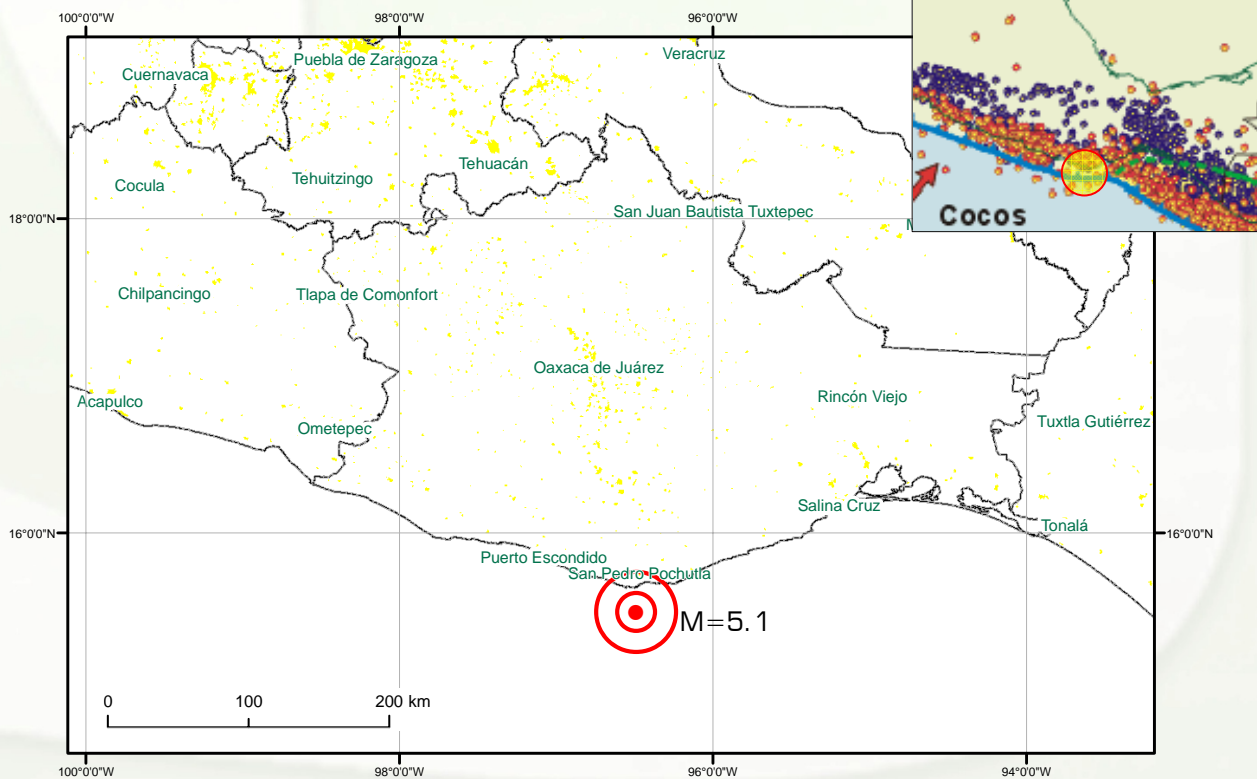 100°0'0"W 98°0'0"W 96°0'0"W
Veracruz
Puebla de Zaragoza
Cuernavaca
Tehuacán
Tehuitzingo
Cocula
San Juan Bautista Tuxtepec
Cocos
18°0'0"N
Chilpancingo
Tlapa de Comonfort
Oaxaca de Juárez
Rincón Viejo
Acapulco
Tuxtla Gutiérrez
Ometepec
Salina Cruz
Tonalá
16°0'0"N 16°0'0"N
Puerto Escondido
San Pedro Pochutla
M=5.1
0 100 200 km
100°0'0"W 98°0'0"W 96°0'0"W 94°0'0"W